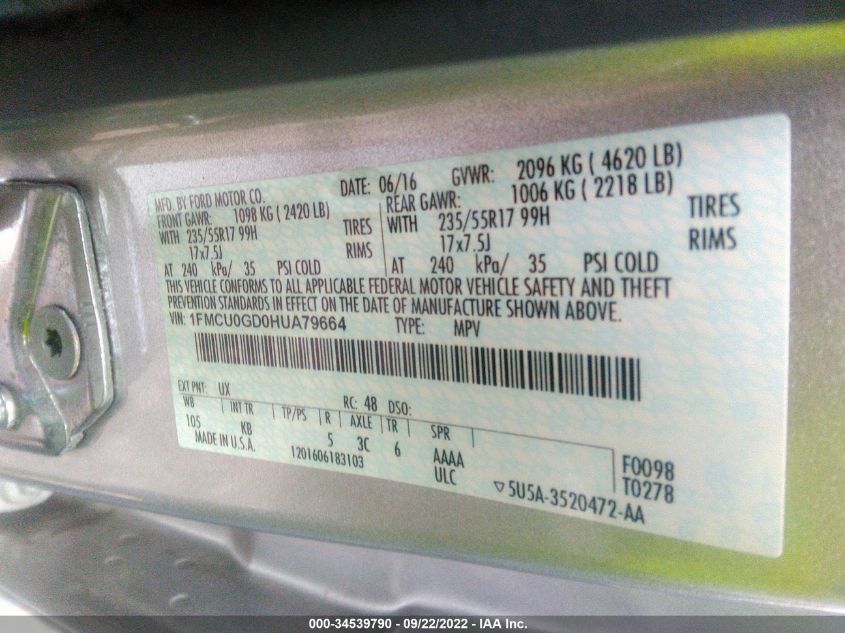 MFD. BY FORD MOTOR CO.
DATE: 06/16 GVWR: 2096 KG ( 4620 LB)
FRONT GAWR: 1098 KG ( 2420 LB) REAR GAWR: 1006 KG ( 2218 LB)
WITH 235/55R17 99H TIRES WITH 235/55R17 99H TIRES
17x7.5J RIMS 17x7.5J RIMS
AT 240 kPa/ 35 PSI COLD AT 240 kPa/ 35 PSI COLD
THIS VEHICLE CONFORMS TO ALL APPLICABLE FEDERAL MOTOR VEHICLE SAFETY AND THEFT
PREVENTION STANDARDS IN EFFECT ON THE DATE OF MANUFACTURE SHOWN ABOVE.
VIN: 1FMCU0GD0HUA79664 TYPE: MPV
EXT PNT: UX RC: 48 DSO:
WB INT TR TP/PS R AXLE TR SPR
105 KB 5 3C 6 AAAA
ULC
MADE IN U.S.A. 1201606183103
F0098
T0278
▽5U5A-3520472-AA
000-34539790 - 09/22/2022 - IAA Inc.